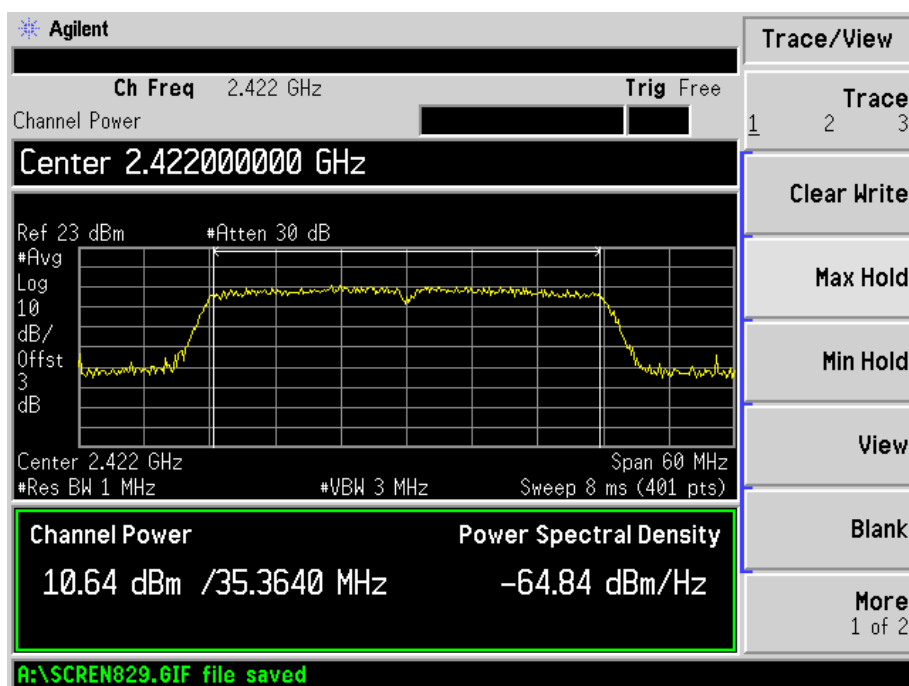 Agilent
Trace/View
Ch Freq 2.422 GHz Trig Free
Channel Power
Trace
1 2 3
Center 2.422000000 GHz
Clear Write
Ref 23 dBm #Atten 30 dB
#Avg
Log
10
dB/
Offst
3
dB
Max Hold
Min Hold
View
Center 2.422 GHz Span 60 MHz
#Res BW 1 MHz #VBW 3 MHz Sweep 8 ms (401 pts)
Channel Power Power Spectral Density
10.64 dBm /35.3640 MHz -64.84 dBm/Hz
Blank
More
1 of 2
A:\SCREN829.GIF file saved